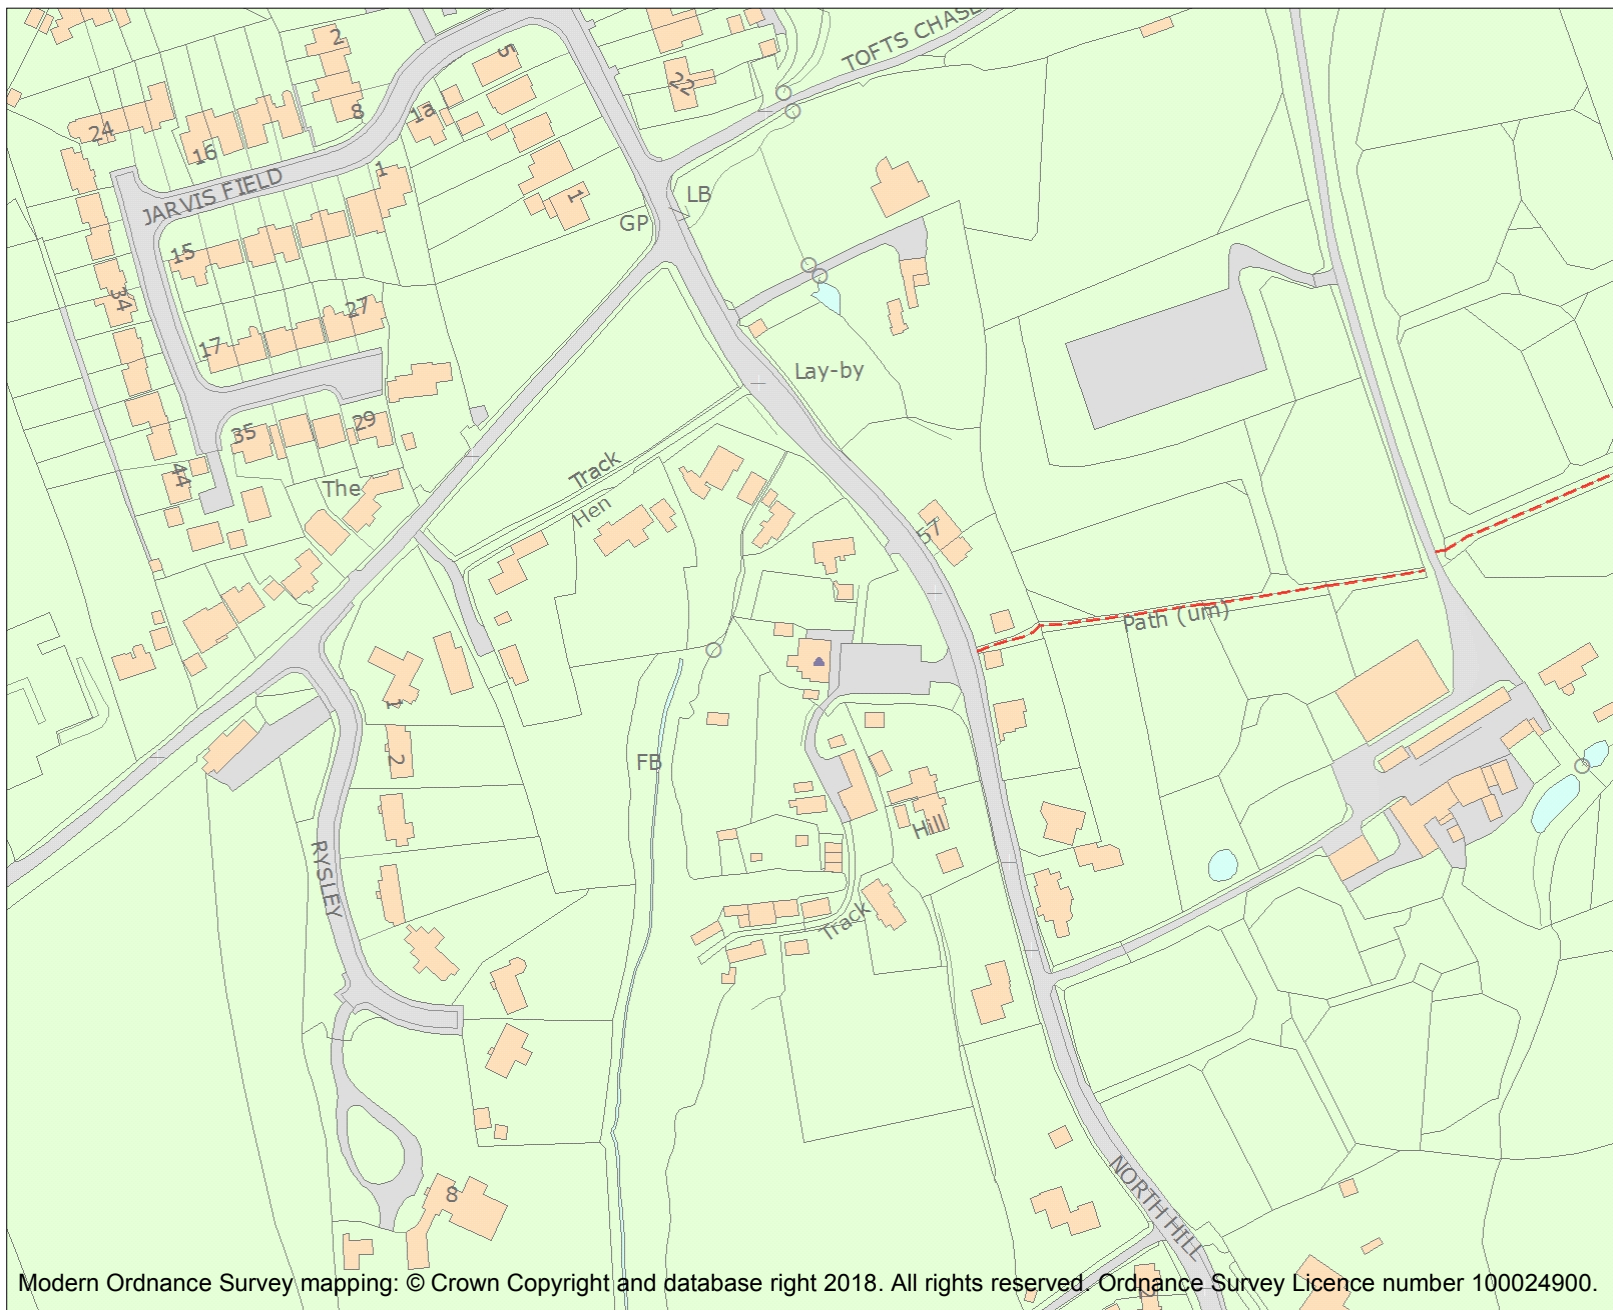 2
5
TOFTS CHASE
22
8
1a
24
16
1
JARVIS FIELD
1
LB
GP
15
34
27
17
Lay-by
29
35
44
The
Track
Hen
57
Path (um)
1
2
FB
Hill
RYSLEY
Track
NORTH HILL
8
Modern Ordnance Survey mapping: © Crown Copyright and database right 2018. All rights reserved. Ordnance Survey Licence number 100024900.